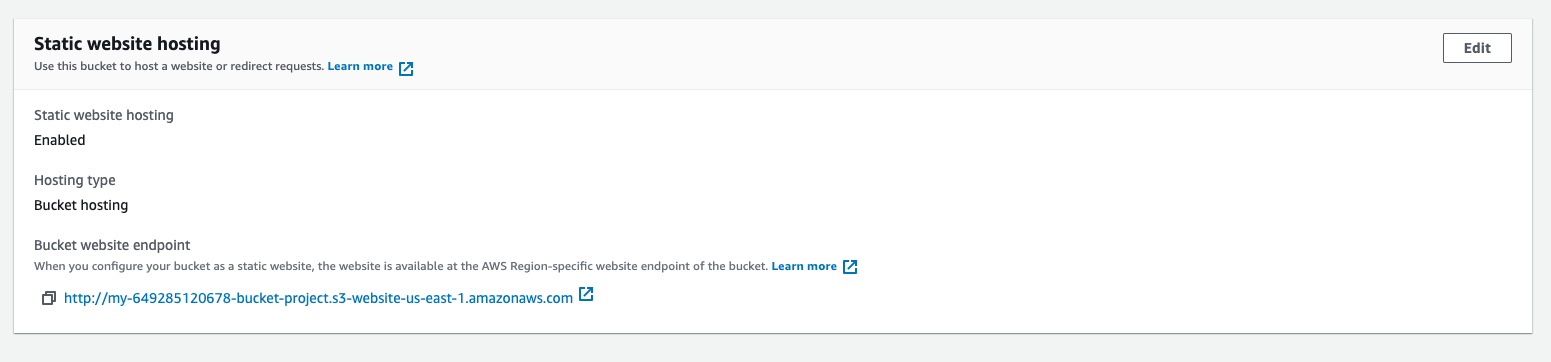 Static website hosting
Edit
Use this bucket to host a website or redirect requests. Learn more
Static website hosting
Enabled
Hosting type
Bucket hosting
Bucket website endpoint
When you configure your bucket as a static website, the website is available at the AWS Region-specific website endpoint of the bucket. Learn more
http://my-649285120678-bucket-project.s3-website-us-east-1.amazonaws.com